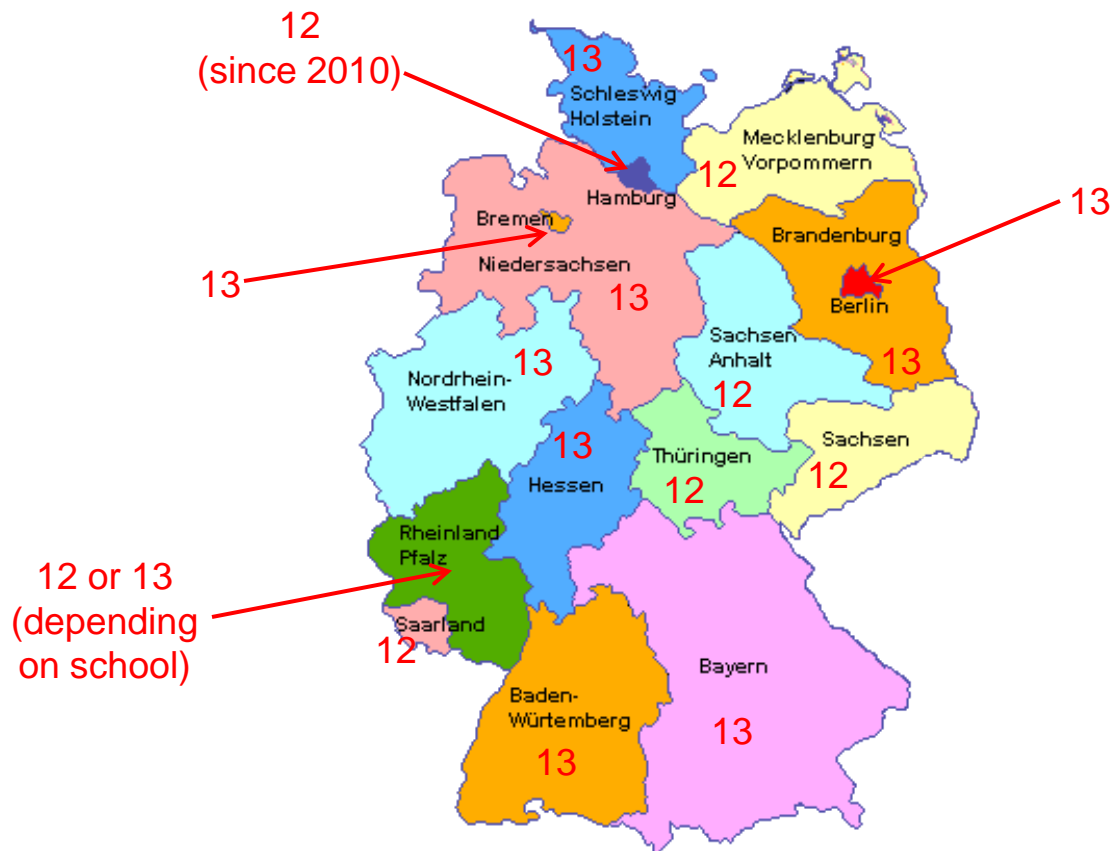 12
(since 2010)
13
Schleswig
Holstein
Mecklenburg
Vorpommern
12
Hamburg
13
Bremen
Brandenburg
Niedersachsen
13
13
Berlin
Sachsen
Anhalt
12
13
13
Nordrhein-
Westfalen
13
Hessen
Thüringen
12
Sachsen
12
Rheinland
Pfalz
12 or 13
(depending
on school)
Saarland
12
Bayern
13
Baden-
Würtemberg
13